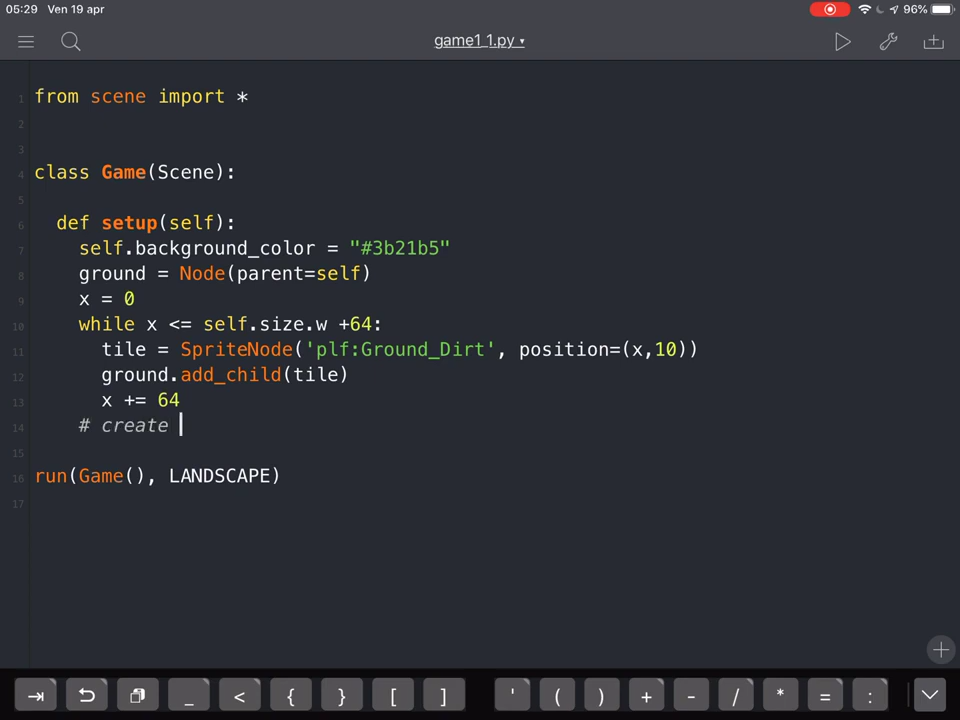 05:29 Ven 19 apr 96%
game1_1.py ▾
1 from scene import *
2
3
4 class Game(Scene):
5
6 def setup(self):
7 self.background_color = "#3b21b5"
8 ground = Node(parent=self)
9 x = 0
10 while x <= self.size.w +64:
11 tile = SpriteNode('plf:Ground_Dirt', position=(x,10))
12 ground.add_child(tile)
13 x += 64
14 # create
15
16 run(Game(), LANDSCAPE)
17
_ < { } [ ] ' ( ) + - / * = :